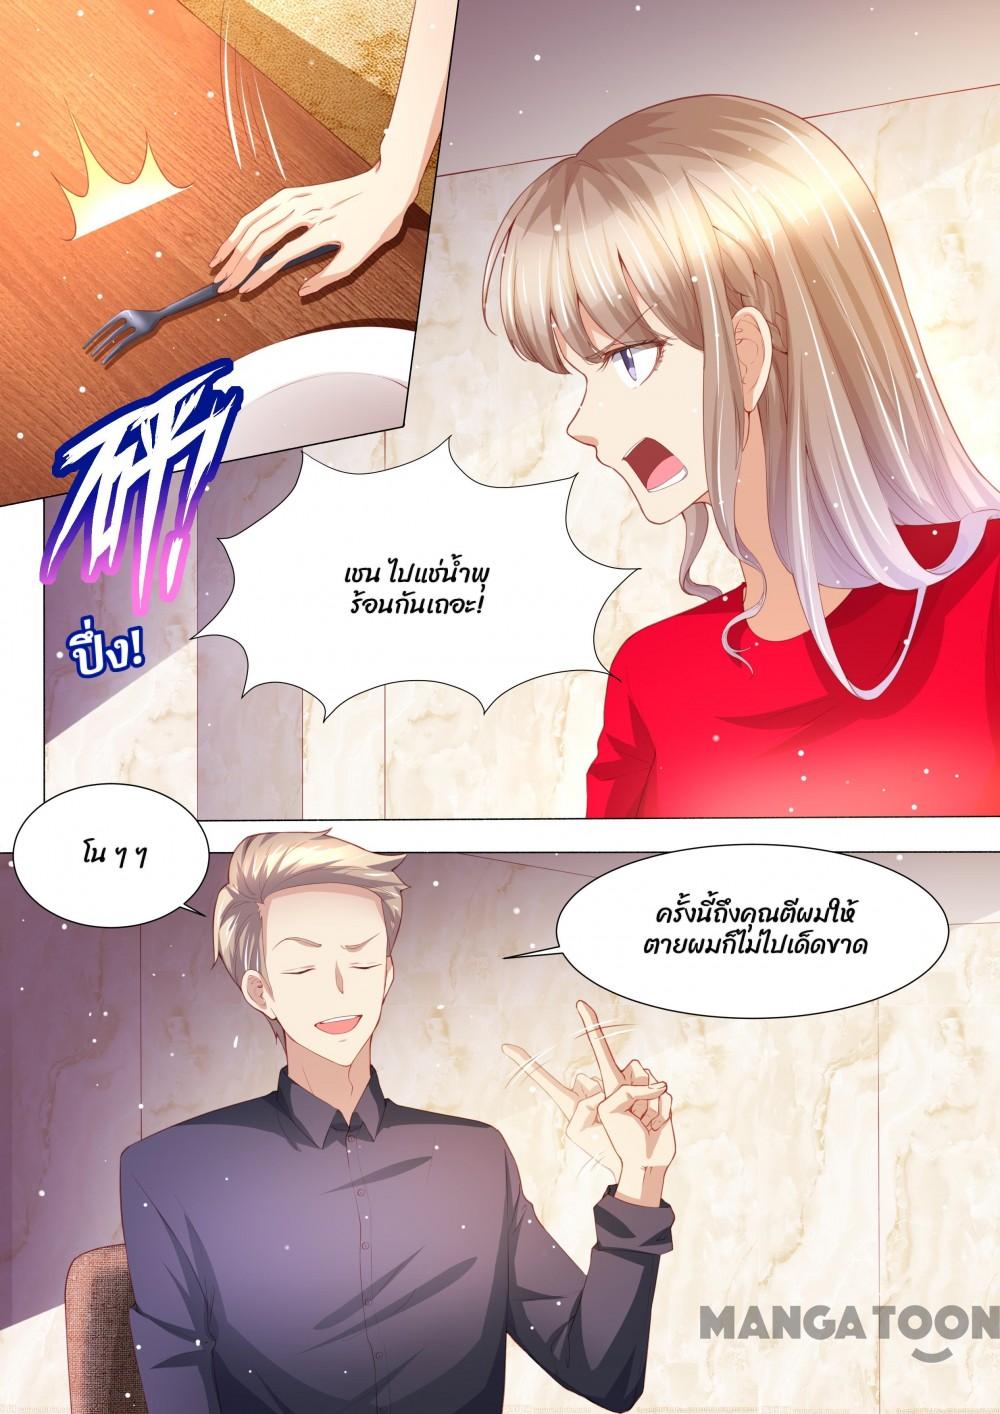 ปึ่ง!
เชน ไปแช่น้ำพุ
ร้อนกันเถอะ!
โน ๆ ๆ
ครั้งนี้ถึงคุณตีผมให้
ตายผมก็ไม่ไปเด็ดขาด
MANGATOON